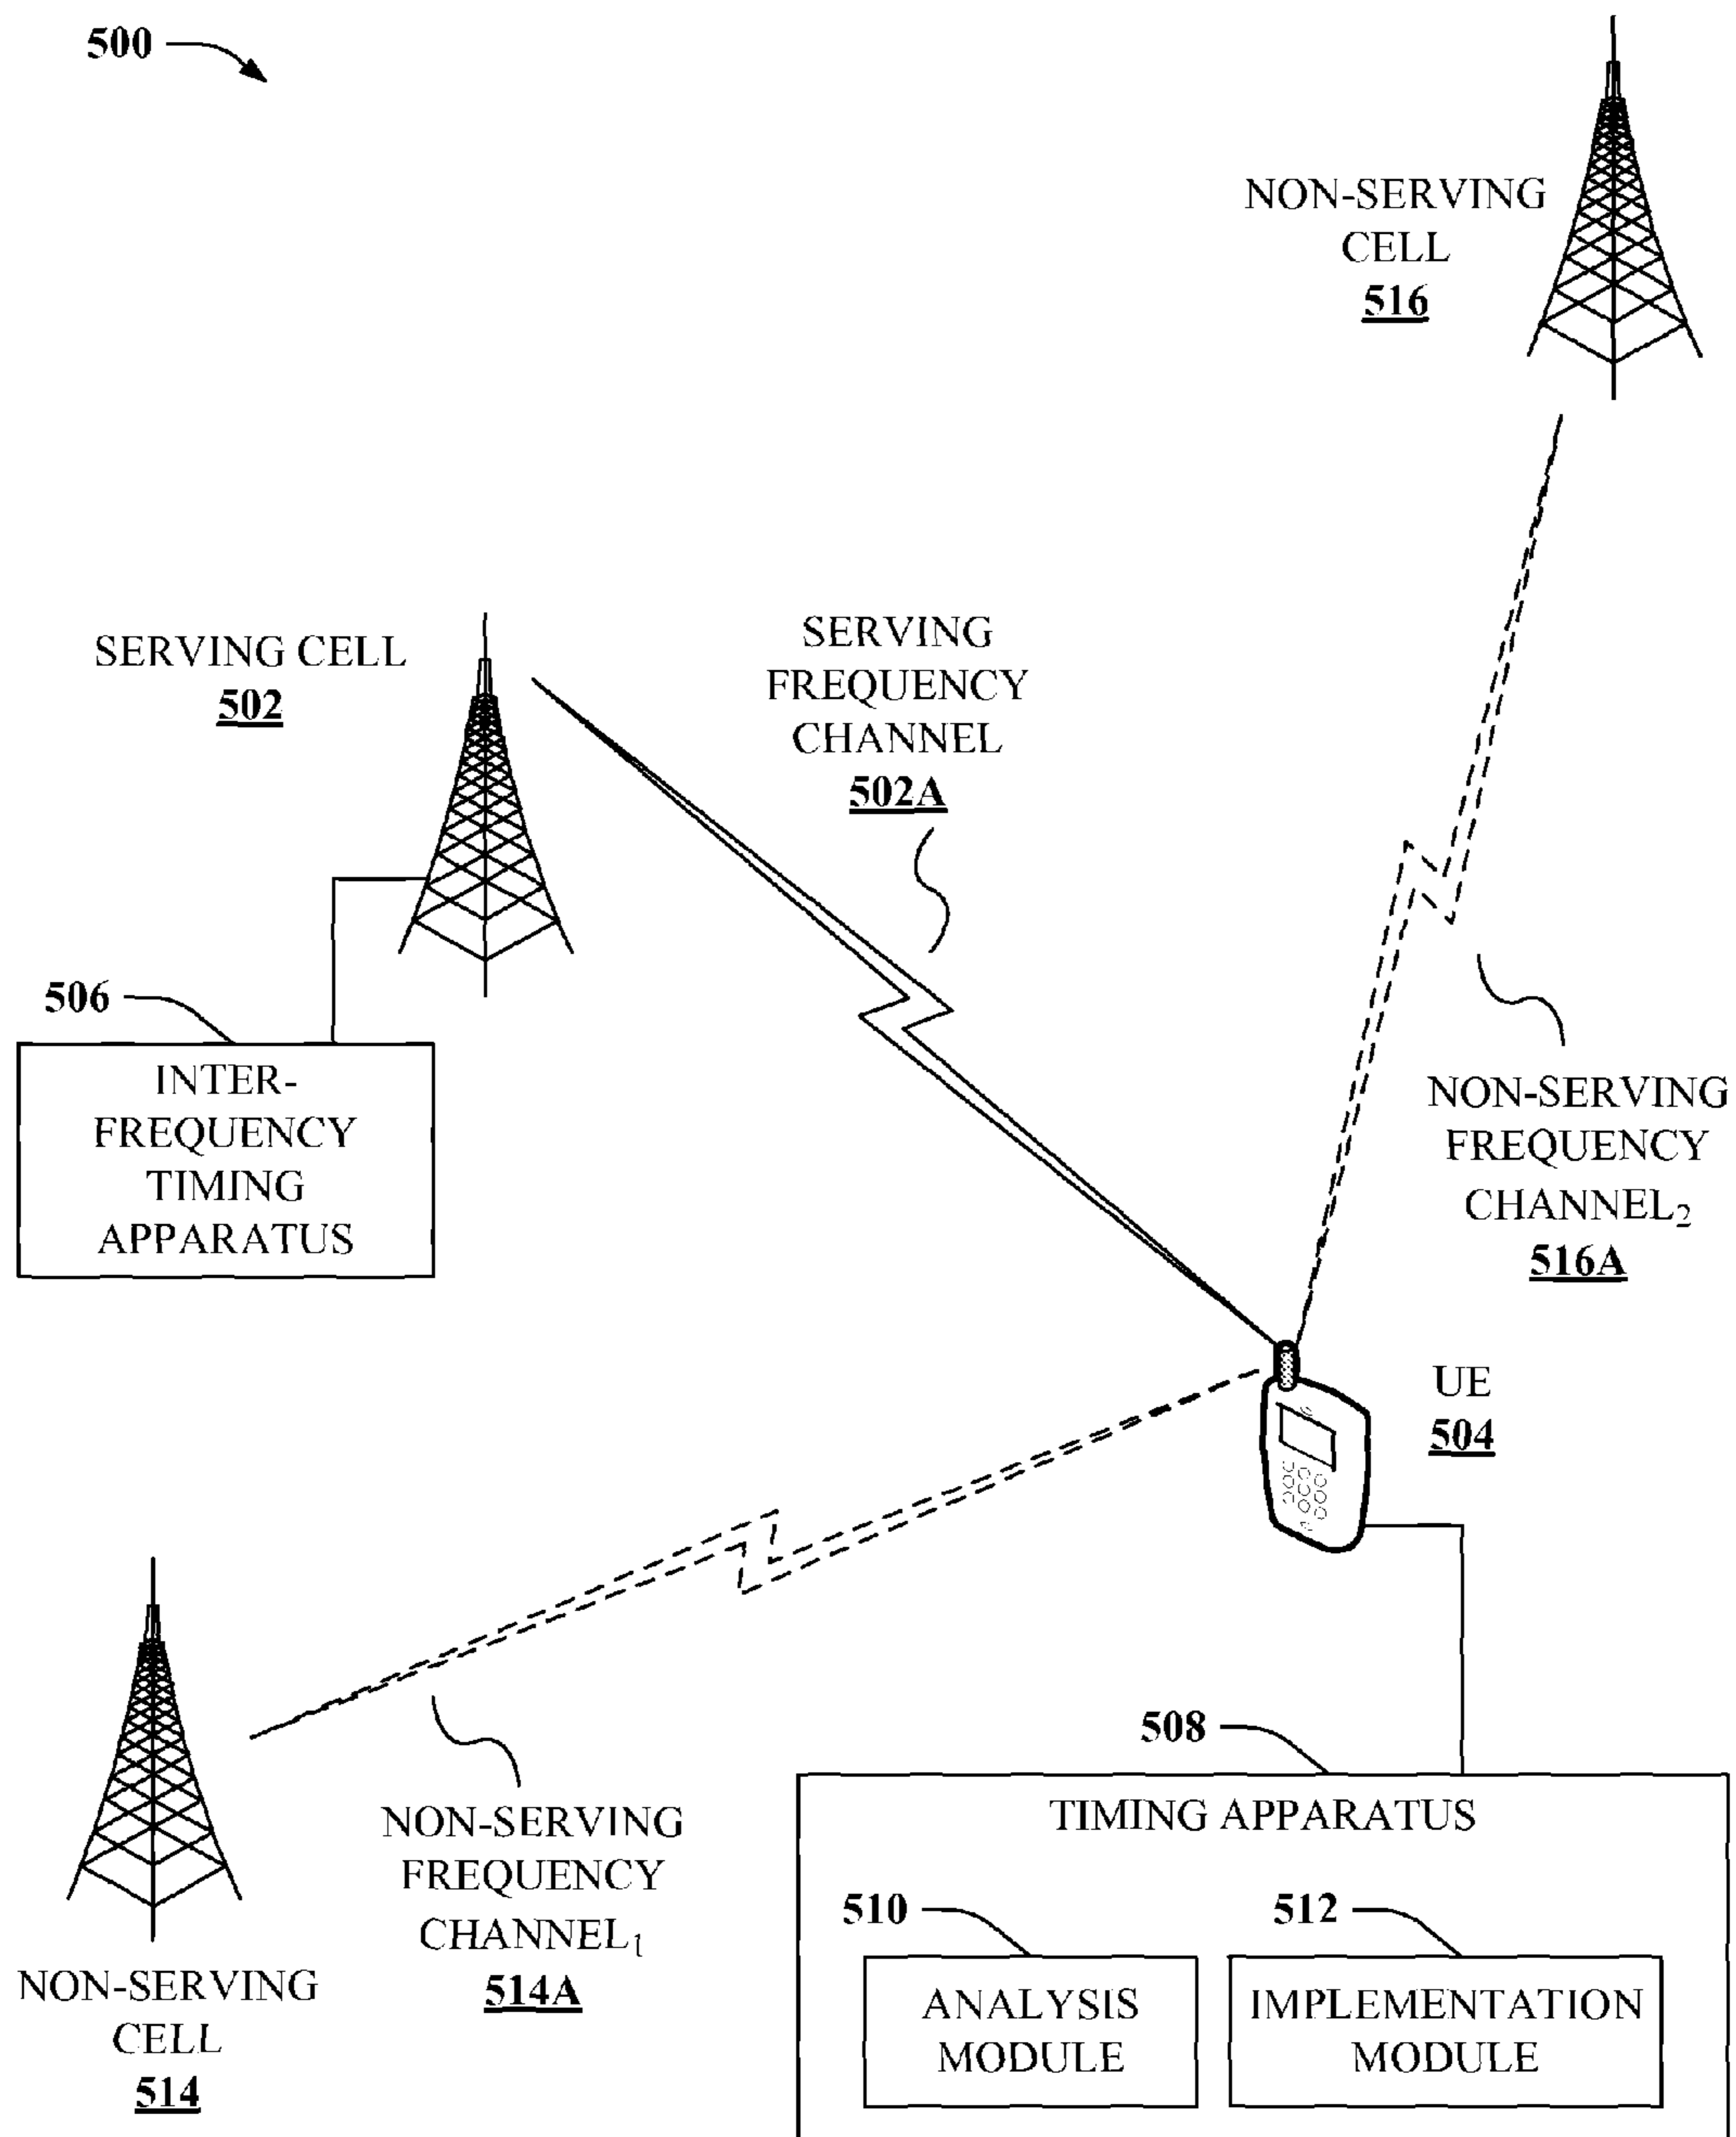 500
NON-SERVING
CELL
516
SERVING CELL
502
SERVING
FREQUENCY
CHANNEL
502A
506
INTER-
FREQUENCY
TIMING
APPARATUS
NON-SERVING
FREQUENCY
CHANNEL₂
516A
UE
504
NON-SERVING
FREQUENCY
CHANNEL₁
514A
NON-SERVING
CELL
514
508
TIMING APPARATUS
510
ANALYSIS
MODULE
512
IMPLEMENTATION
MODULE